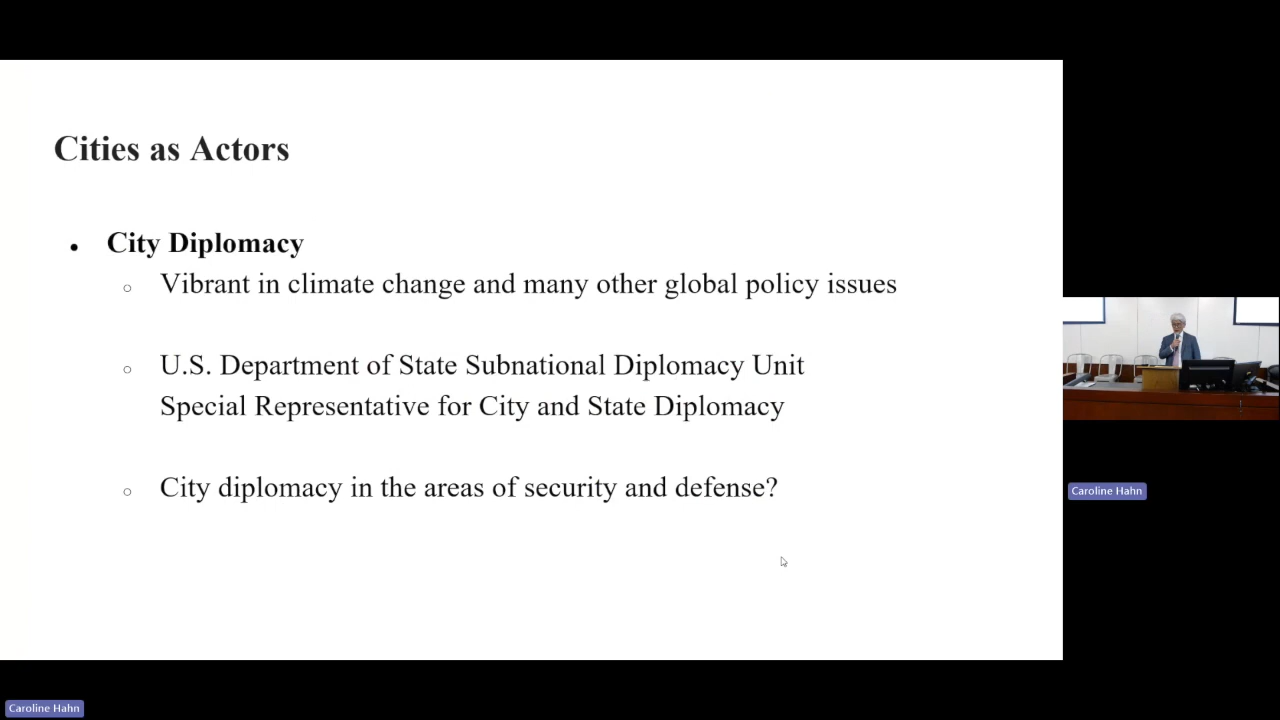 Cities as Actors
• City Diplomacy
○ Vibrant in climate change and many other global policy issues
○ U.S. Department of State Subnational Diplomacy Unit
Special Representative for City and State Diplomacy
○ City diplomacy in the areas of security and defense?
Caroline Hahn
Caroline Hahn